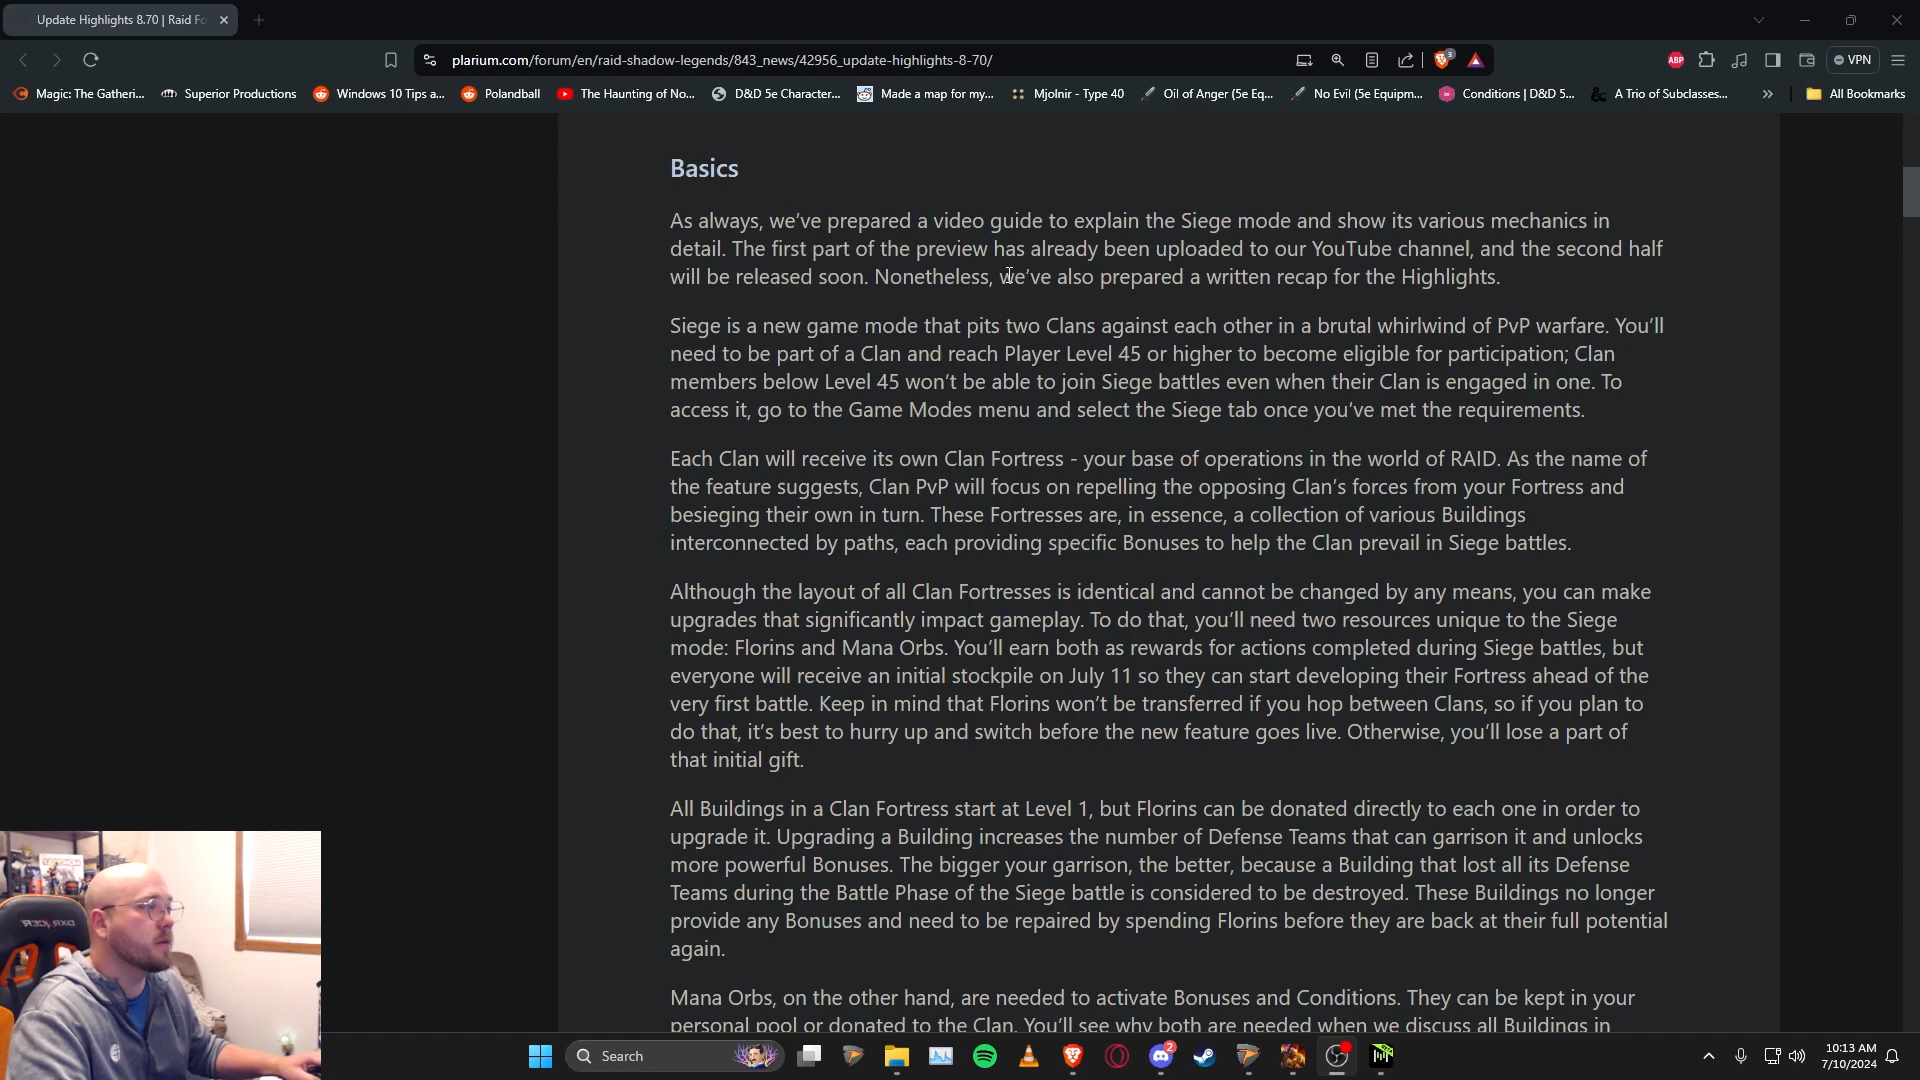 Update Highlights 8.70 | Raid Fo
plarium.com/forum/en/raid-shadow-legends/843_news/42956_update-highlights-8-70/
3
ABP
VPN
Magic: The Gatheri...
Superior Productions
Windows 10 Tips a...
Polandball
The Haunting of No...
D&D 5e Character...
Made a map for my...
Mjolnir - Type 40
Oil of Anger (5e Eq...
No Evil (5e Equipm...
Conditions | D&D 5...
A Trio of Subclasses...
All Bookmarks
Basics
As always, we’ve prepared a video guide to explain the Siege mode and show its various mechanics in
detail. The first part of the preview has already been uploaded to our YouTube channel, and the second half
will be released soon. Nonetheless, we’ve also prepared a written recap for the Highlights.
Siege is a new game mode that pits two Clans against each other in a brutal whirlwind of PvP warfare. You’ll
need to be part of a Clan and reach Player Level 45 or higher to become eligible for participation; Clan
members below Level 45 won’t be able to join Siege battles even when their Clan is engaged in one. To
access it, go to the Game Modes menu and select the Siege tab once you’ve met the requirements.
Each Clan will receive its own Clan Fortress - your base of operations in the world of RAID. As the name of
the feature suggests, Clan PvP will focus on repelling the opposing Clan’s forces from your Fortress and
besieging their own in turn. These Fortresses are, in essence, a collection of various Buildings
interconnected by paths, each providing specific Bonuses to help the Clan prevail in Siege battles.
Although the layout of all Clan Fortresses is identical and cannot be changed by any means, you can make
upgrades that significantly impact gameplay. To do that, you’ll need two resources unique to the Siege
mode: Florins and Mana Orbs. You’ll earn both as rewards for actions completed during Siege battles, but
everyone will receive an initial stockpile on July 11 so they can start developing their Fortress ahead of the
very first battle. Keep in mind that Florins won’t be transferred if you hop between Clans, so if you plan to
do that, it’s best to hurry up and switch before the new feature goes live. Otherwise, you’ll lose a part of
that initial gift.
All Buildings in a Clan Fortress start at Level 1, but Florins can be donated directly to each one in order to
upgrade it. Upgrading a Building increases the number of Defense Teams that can garrison it and unlocks
more powerful Bonuses. The bigger your garrison, the better, because a Building that lost all its Defense
Teams during the Battle Phase of the Siege battle is considered to be destroyed. These Buildings no longer
provide any Bonuses and need to be repaired by spending Florins before they are back at their full potential
again.
Mana Orbs, on the other hand, are needed to activate Bonuses and Conditions. They can be kept in your
personal pool or donated to the Clan. You’ll see why both are needed when we discuss all Buildings in
Search
2
10:13 AM
7/10/2024